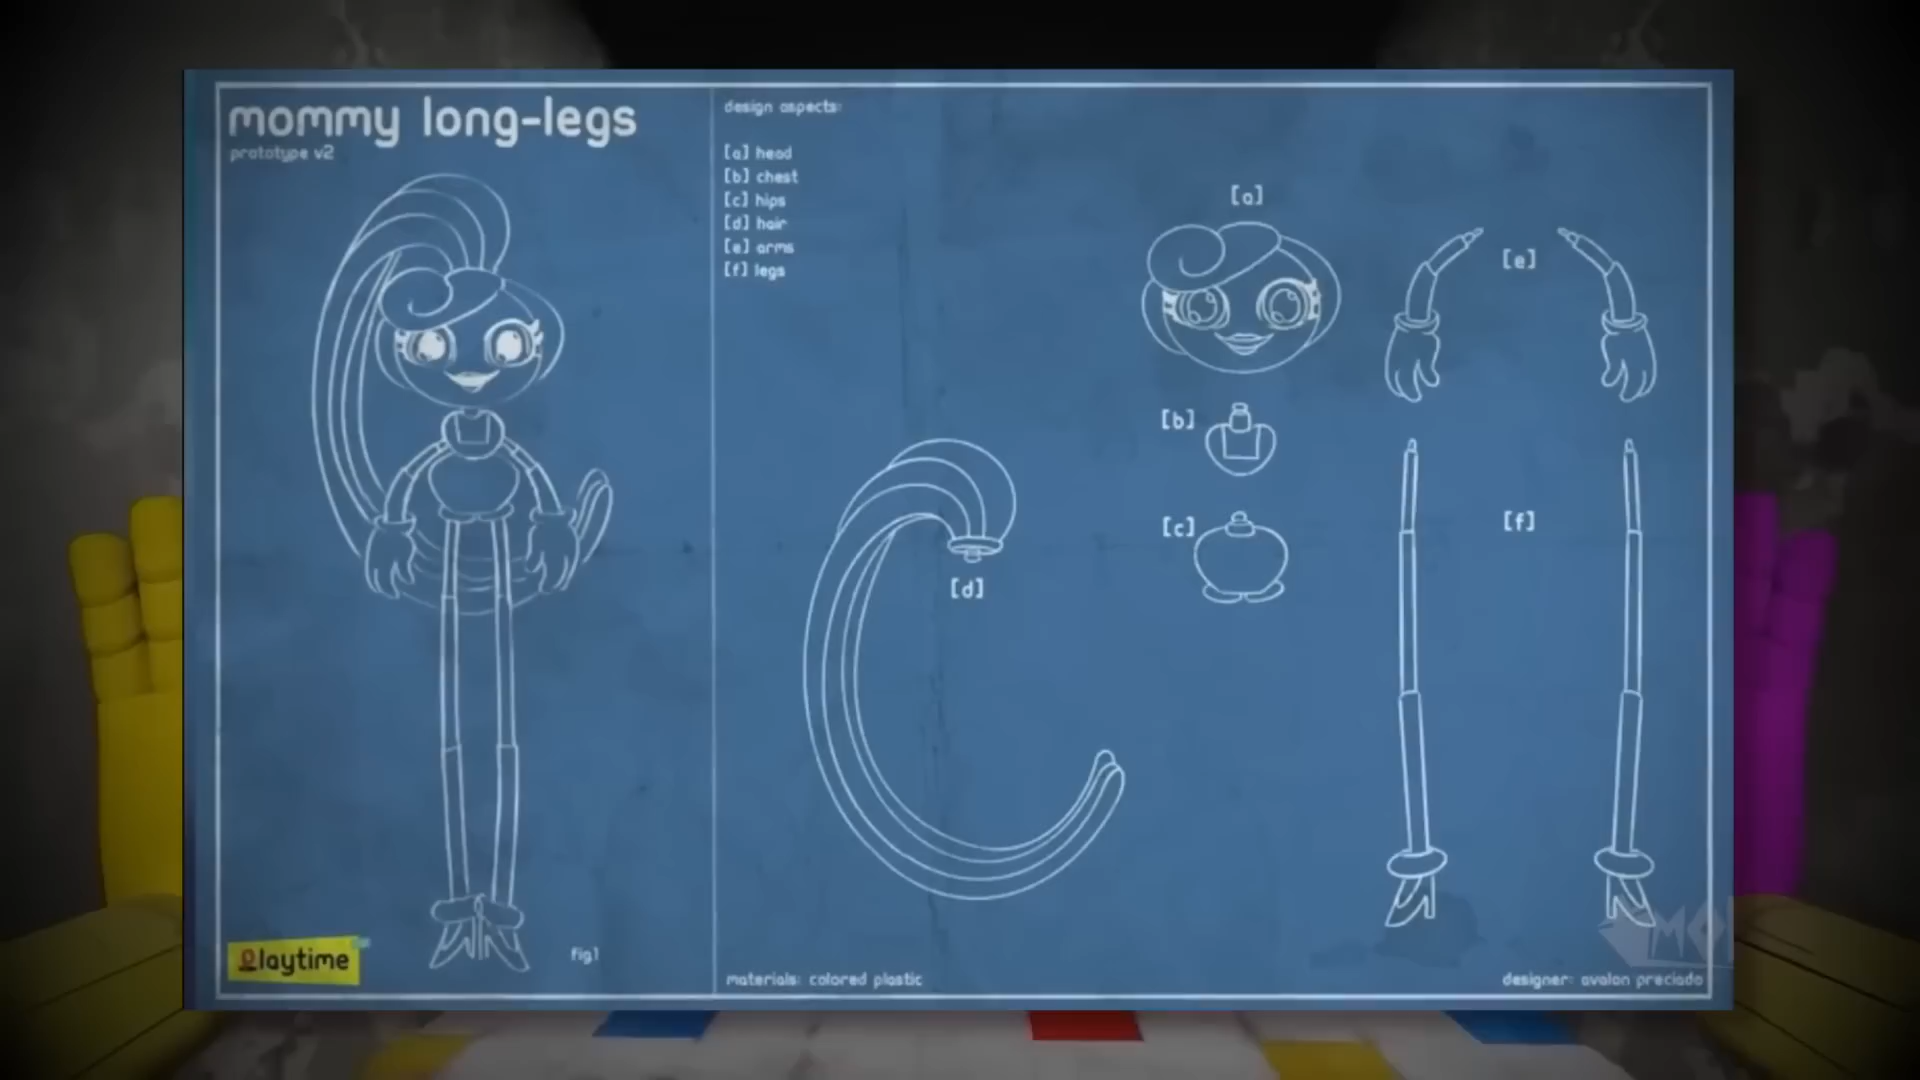 mommy long-legs
prototype v2
design aspects:
[a] head
[b] chest
[c] hips
[d] hair
[e] arms
[f] legs
[a]
[e]
[b]
[c]
[d]
[f]
fig1
Playtime
materials: colored plastic
designer: avalon preciado
MO